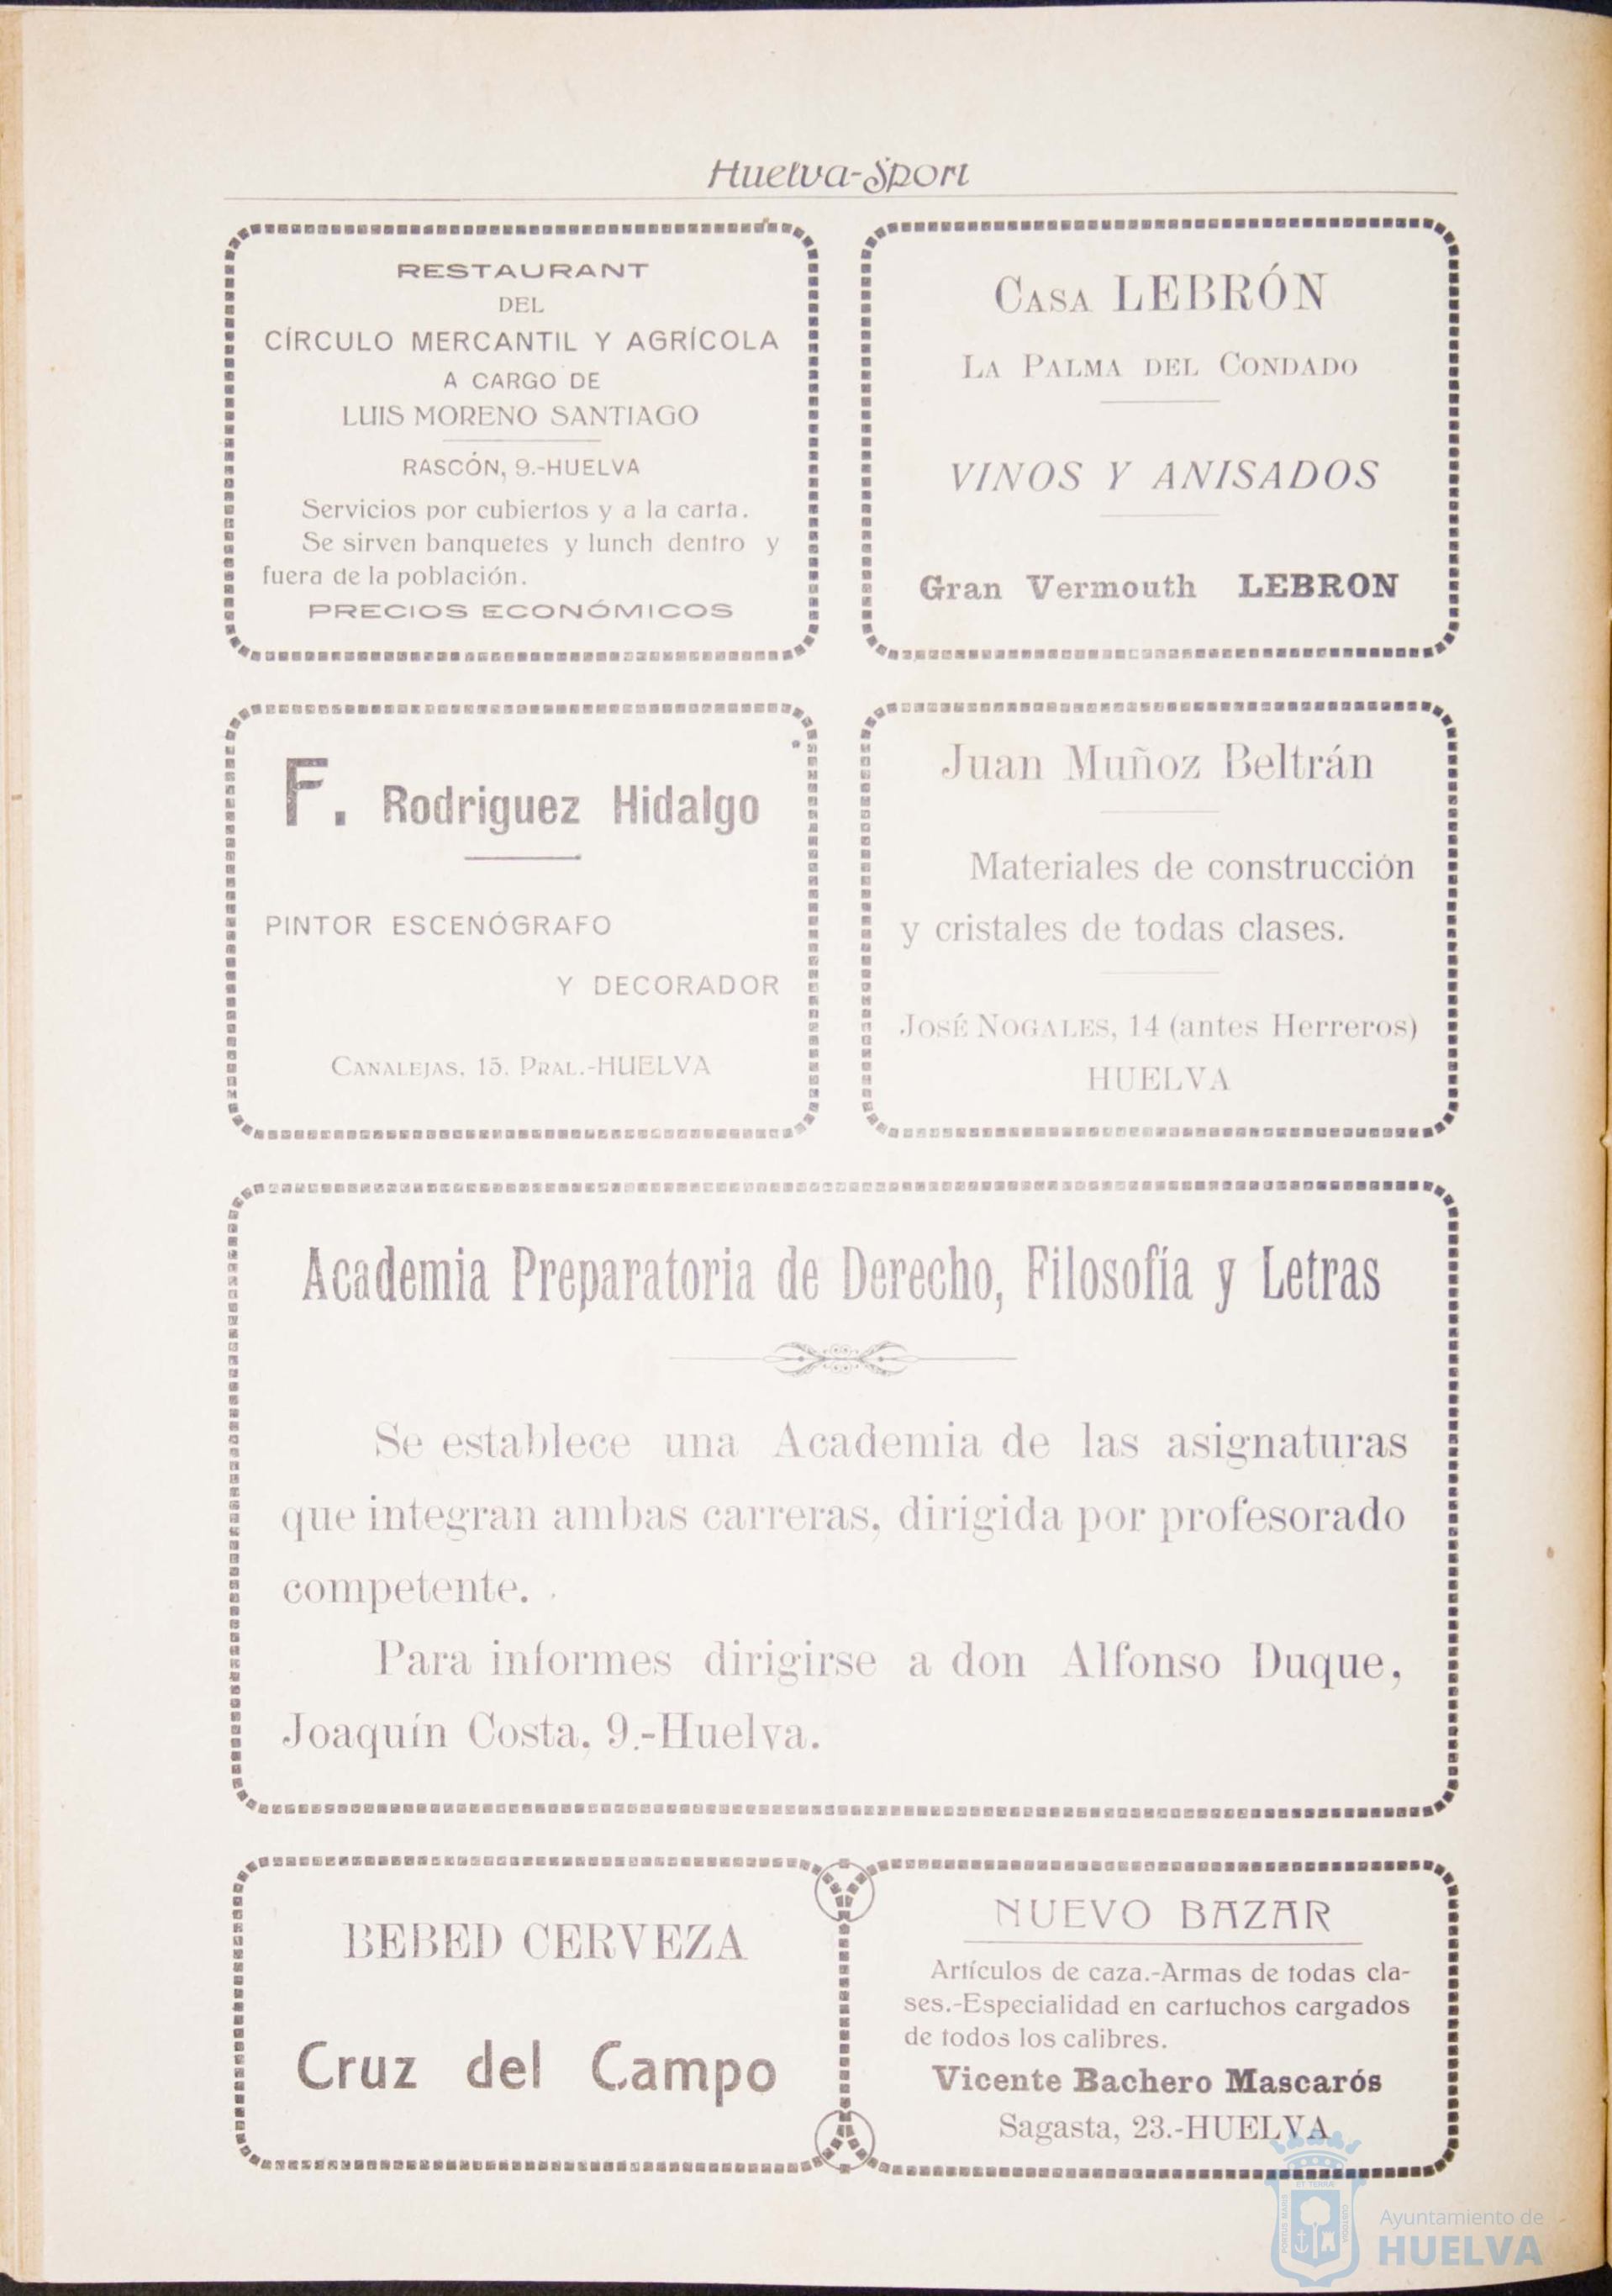 Huelva-Sport
RESTAURANT
DEL
CÍRCULO MERCANTIL Y AGRÍCOLA
A CARGO DE
LUIS MORENO SANTIAGO
RASCÓN, 9.-HUELVA
Servicios por cubiertos y a la carta.
Se sirven banquetes y lunch dentro y
fuera de la población.
PRECIOS ECONÓMICOS
CASA LEBRÓN
LA PALMA DEL CONDADO
VINOS Y ANISADOS
Gran Vermouth LEBRON
F. Rodriguez Hidalgo
PINTOR ESCENÓGRAFO
Y DECORADOR
CANALEJAS, 15, PRAL.-HUELVA
Juan Muñoz Beltrán
Materiales de construcción
y cristales de todas clases.
JOSÉ NOGALES, 14 (antes Herreros)
HUELVA
Academia Preparatoria de Derecho, Filosofía y Letras
Se establece una Academia de las asignaturas
que integran ambas carreras, dirigida por profesorado
competente.
Para informes dirigirse a don Alfonso Duque,
Joaquín Costa, 9.-Huelva.
BEBED CERVEZA
Cruz del Campo
NUEVO BAZAR
Artículos de caza.-Armas de todas cla-
ses.-Especialidad en cartuchos cargados
de todos los calibres.
Vicente Bachero Mascarós
Sagasta, 23.-HUELVA
PORTUS MARIS
ET TERRAE
CUSTODIA
Ayuntamiento de
HUELVA